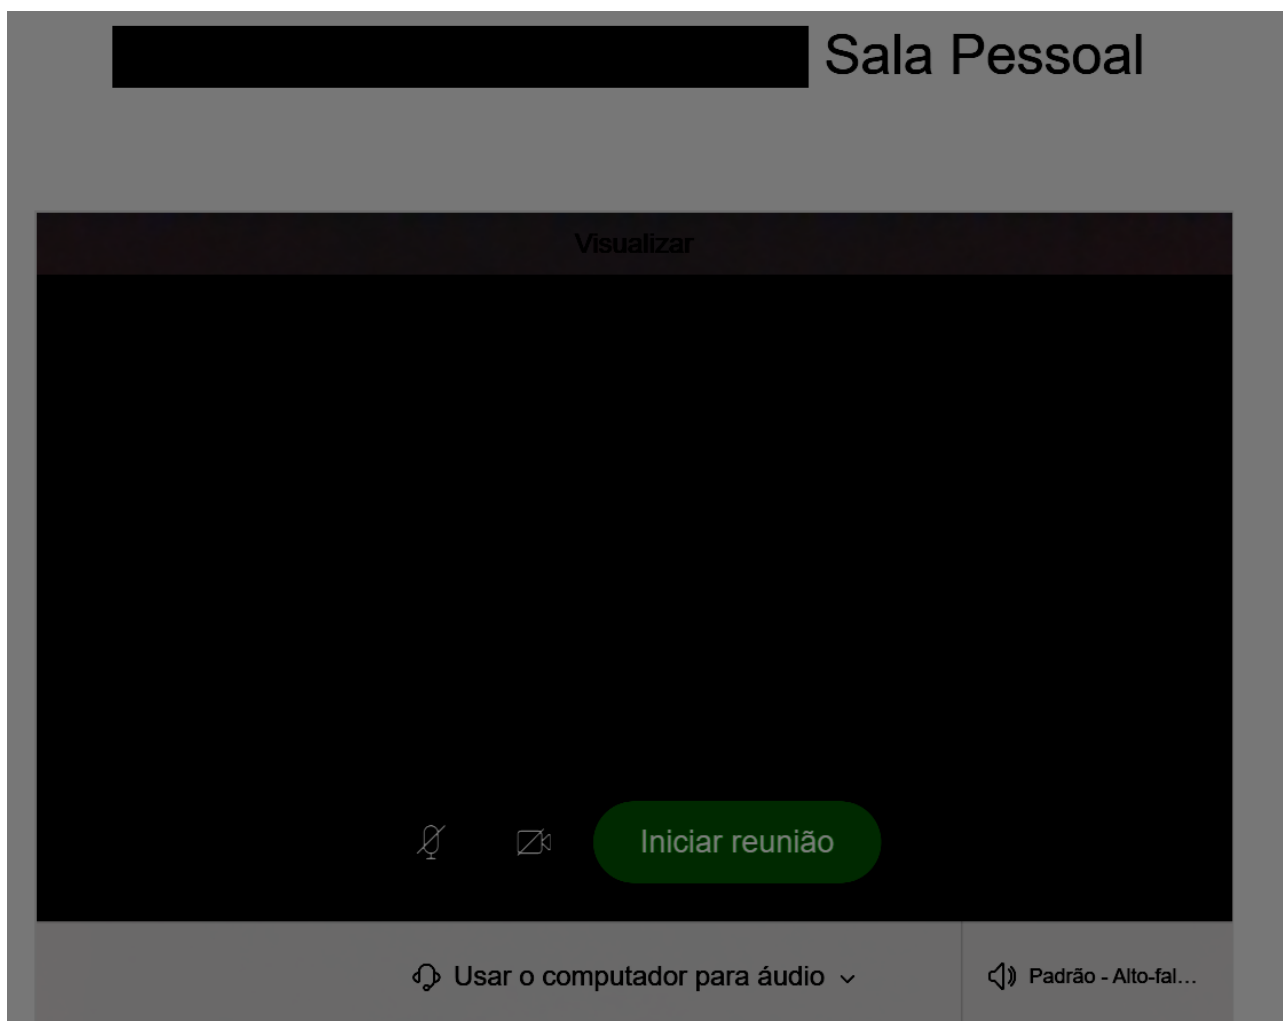 Sala Pessoal
Visualizar
Iniciar reunião
Usar o computador para áudio
Padrão - Alto-fal...